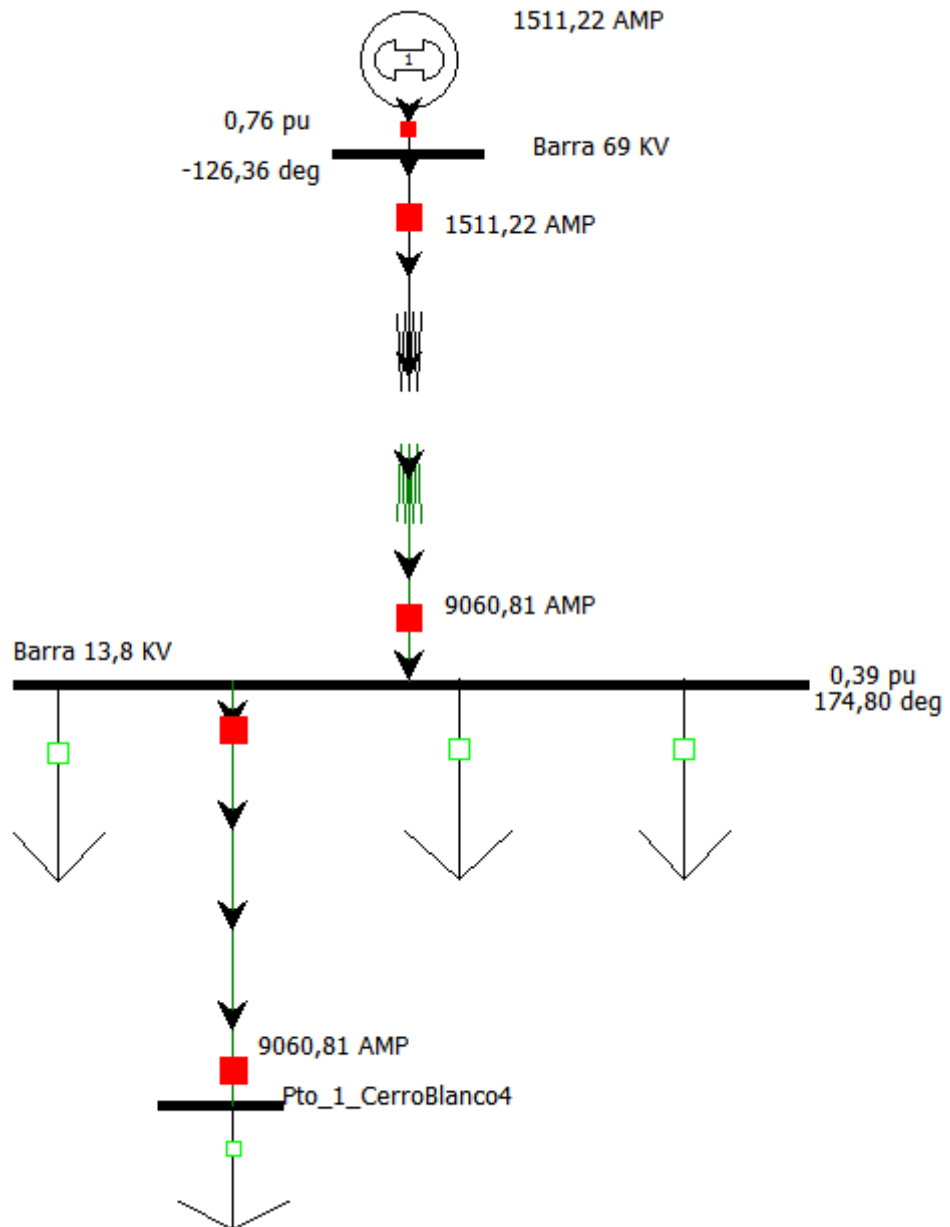 1511,22 AMP
1
0,76 pu
-126,36 deg
Barra 69 KV
1511,22 AMP
9060,81 AMP
Barra 13,8 KV
0,39 pu
174,80 deg
9060,81 AMP
Pto_1_CerroBlanco4